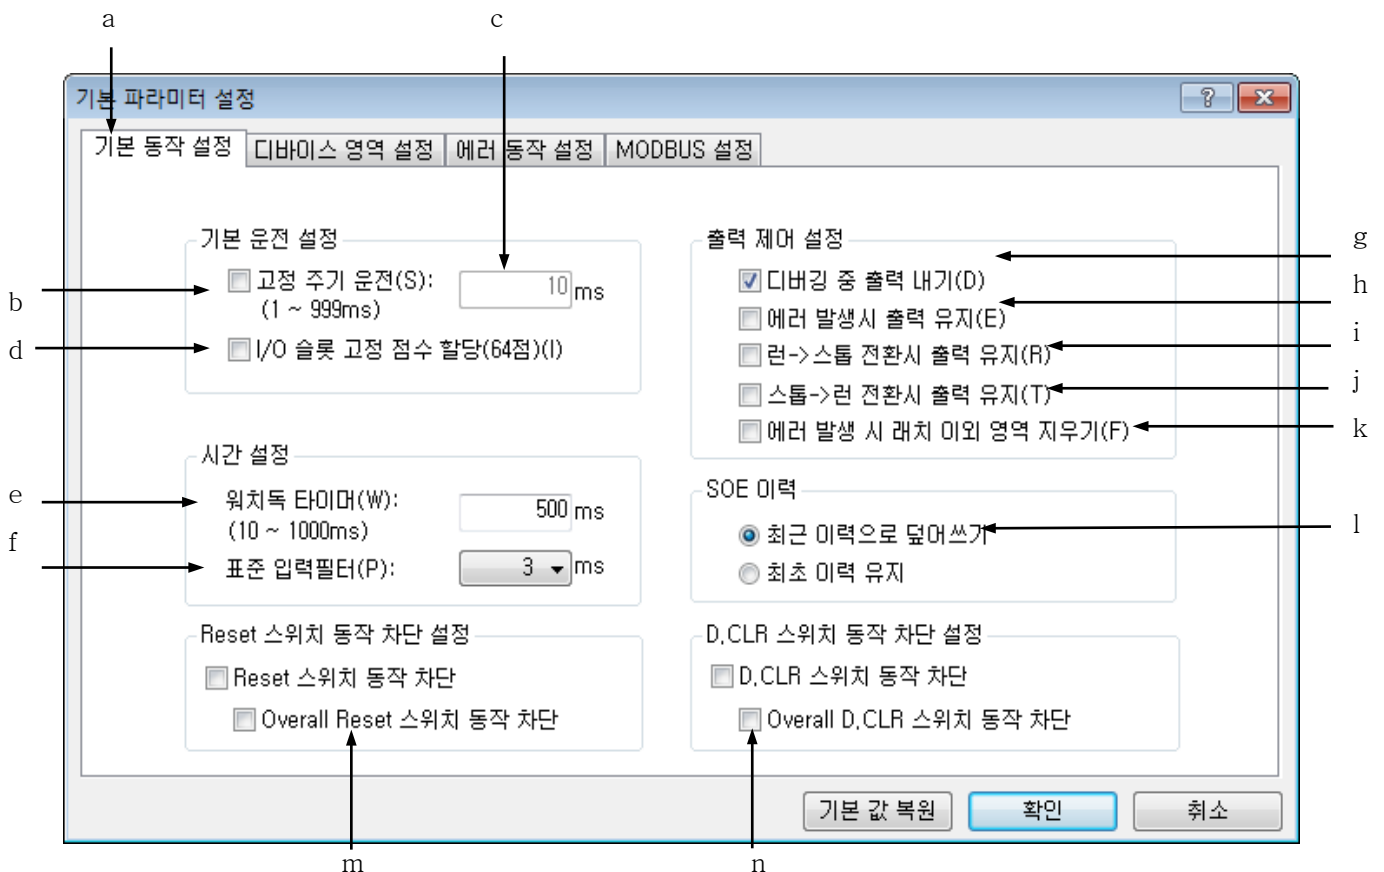 a
c
기본 파라미터 설정
기본 동작 설정
디바이스 영역 설정
에러 동작 설정
MODBUS 설정
기본 운전 설정
b
고정 주기 운전(S):
10 ms
(1 ~ 999ms)
d
I/O 슬롯 고정 점수 할당(64점)(I)
시간 설정
e
워치독 타이머(W):
500 ms
(10 ~ 1000ms)
f
표준 입력필터(P):
3 ms
Reset 스위치 동작 차단 설정
Reset 스위치 동작 차단
Overall Reset 스위치 동작 차단
출력 제어 설정
g
디버깅 중 출력 내기(D)
h
에러 발생시 출력 유지(E)
i
런->스톱 전환시 출력 유지(R)
j
스톱->런 전환시 출력 유지(T)
k
에러 발생 시 래치 이외 영역 지우기(F)
SOE 이력
최근 이력으로 덮어쓰기
l
최초 이력 유지
D.CLR 스위치 동작 차단 설정
D.CLR 스위치 동작 차단
Overall D.CLR 스위치 동작 차단
기본 값 복원
확인
취소
m
n